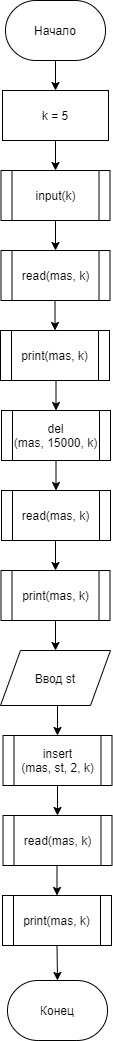 Начало
k = 5
input(k)
read(mas, k)
print(mas, k)
del
(mas, 15000, k)
read(mas, k)
print(mas, k)
Ввод st
insert
(mas, st, 2, k)
read(mas, k)
print(mas, k)
Конец